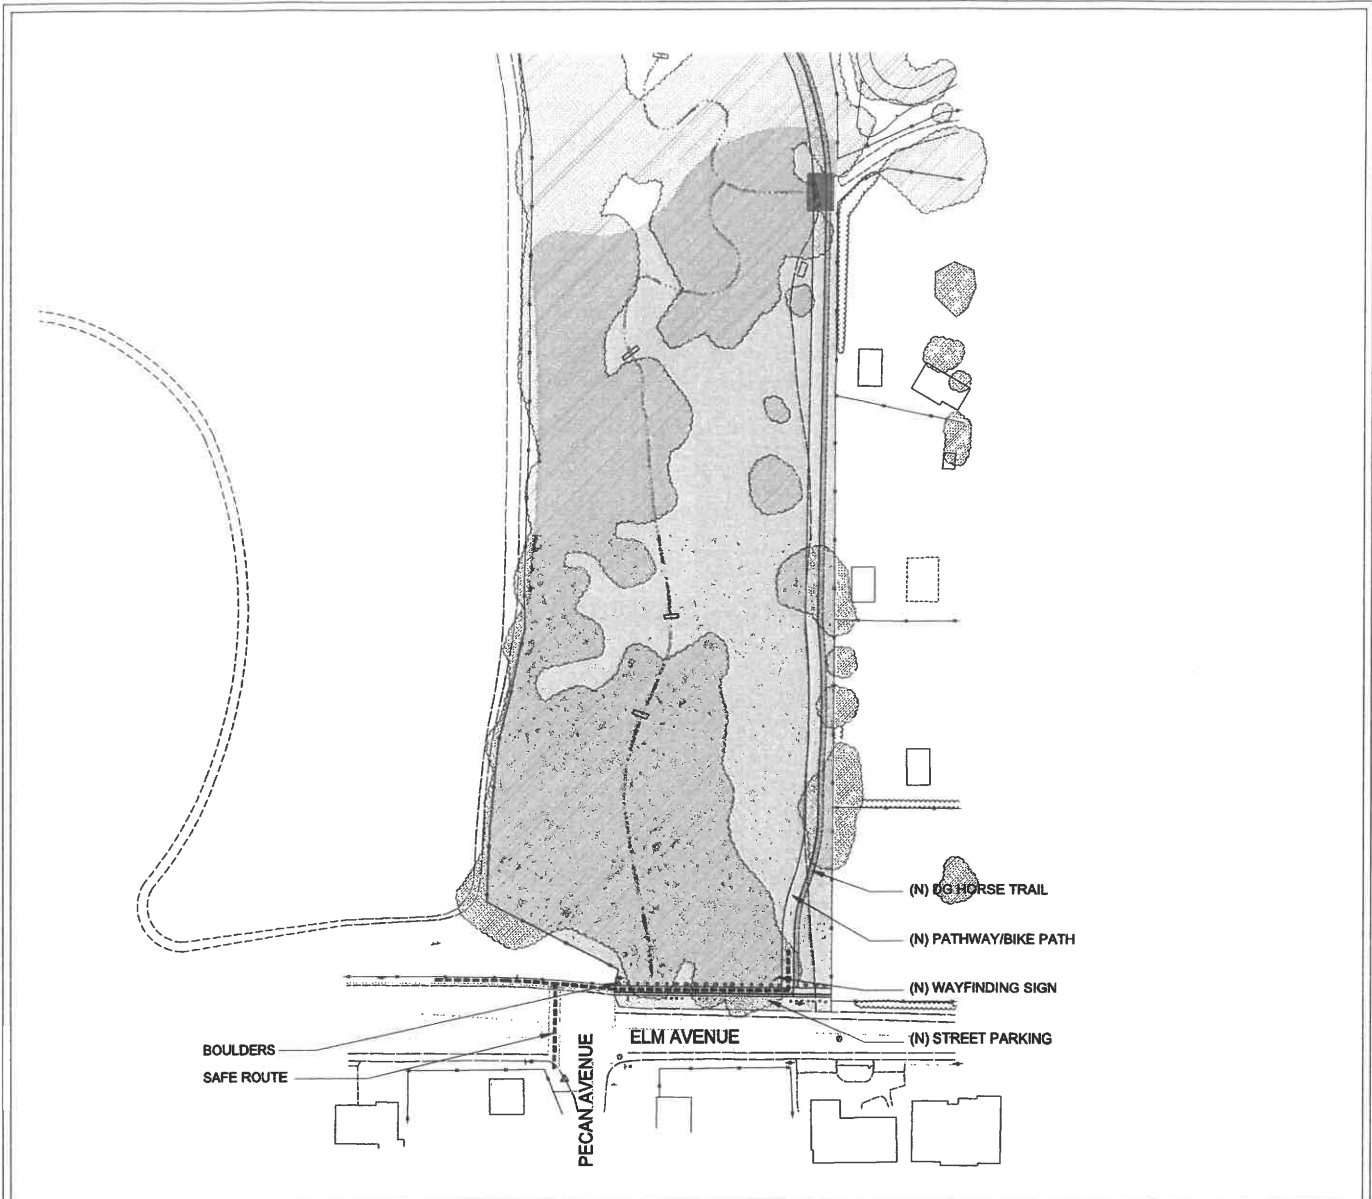 (N) DG HORSE TRAIL
(N) PATHWAY/BIKE PATH
(N) WAYFINDING SIGN
(N) STREET PARKING
ELM AVENUE
PECAN AVENUE
BOULDERS
SAFE ROUTE